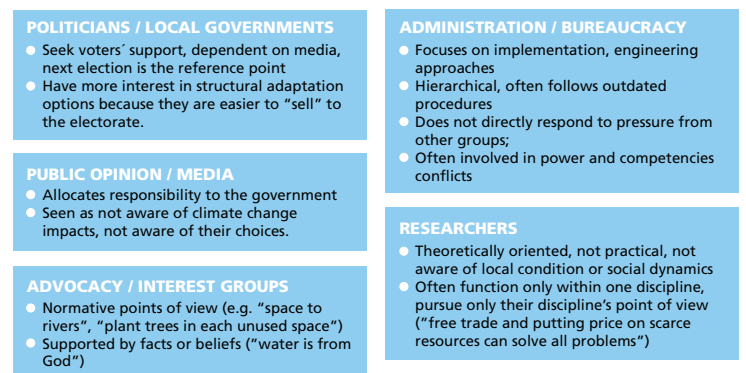 POLITICIANS / LOCAL GOVERNMENTS
● Seek voters´ support, dependent on media,
next election is the reference point
● Have more interest in structural adaptation
options because they are easier to “sell” to
the electorate.
PUBLIC OPINION / MEDIA
● Allocates responsibility to the government
● Seen as not aware of climate change
impacts, not aware of their choices.
ADVOCACY / INTEREST GROUPS
● Normative points of view (e.g. “space to
rivers”, “plant trees in each unused space”)
● Supported by facts or beliefs (“water is from
God”)
ADMINISTRATION / BUREAUCRACY
● Focuses on implementation, engineering
approaches
● Hierarchical, often follows outdated
procedures
● Does not directly respond to pressure from
other groups;
● Often involved in power and competencies
conflicts
RESEARCHERS
● Theoretically oriented, not practical, not
aware of local condition or social dynamics
● Often function only within one discipline,
pursue only their discipline’s point of view
(“free trade and putting price on scarce
resources can solve all problems”)